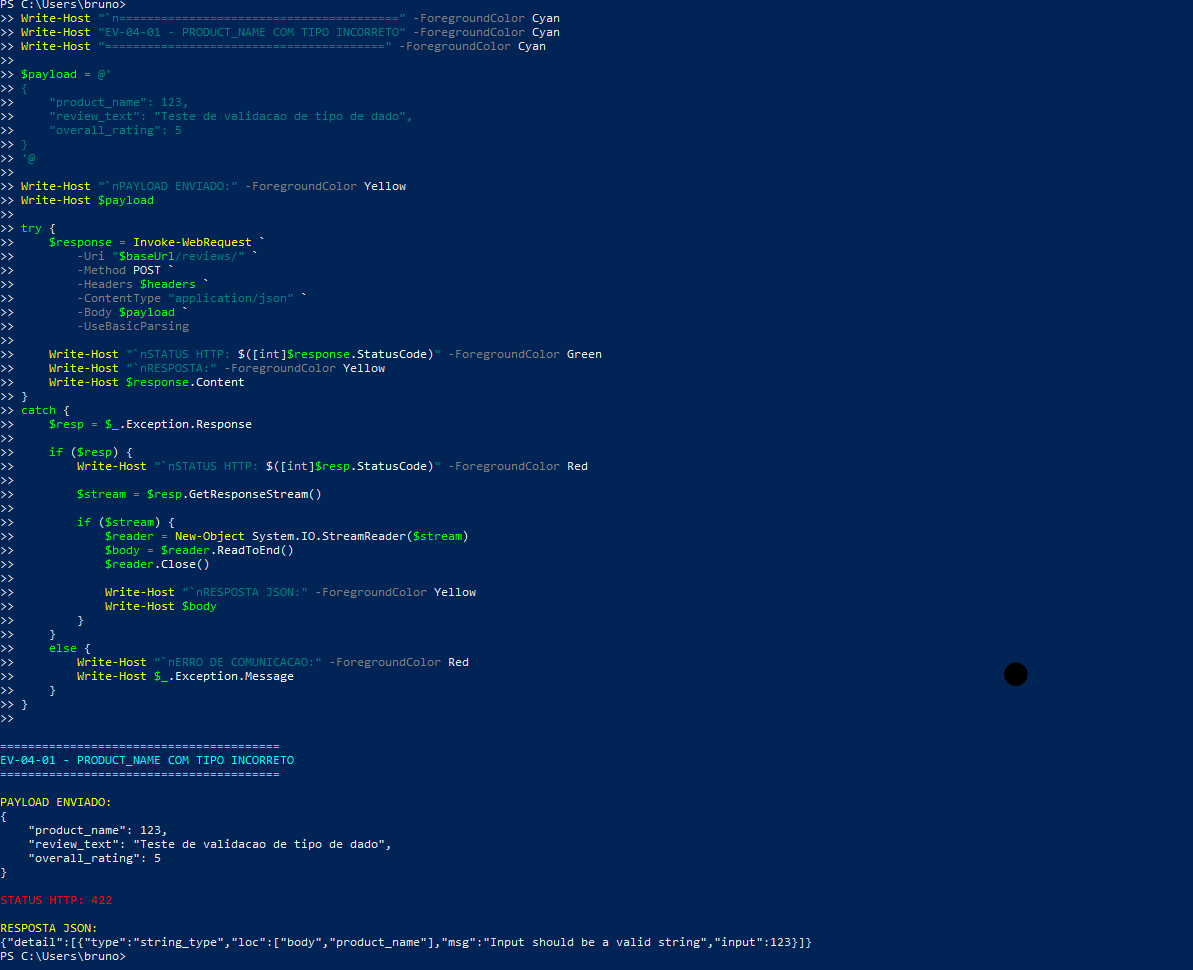 PS C:\Users\bruno>
>> Write-Host "`n========================================" -ForegroundColor Cyan
>> Write-Host "EV-04-01 - PRODUCT_NAME COM TIPO INCORRETO" -ForegroundColor Cyan
>> Write-Host "========================================" -ForegroundColor Cyan
>>
>> $payload = @'
>> {
>>     "product_name": 123,
>>     "review_text": "Teste de validacao de tipo de dado",
>>     "overall_rating": 5
>> }
>> '@
>>
>> Write-Host "`nPAYLOAD ENVIADO:" -ForegroundColor Yellow
>> Write-Host $payload
>>
>> try {
>>     $response = Invoke-WebRequest `
>>         -Uri "$baseUrl/reviews/" `
>>         -Method POST `
>>         -Headers $headers `
>>         -ContentType "application/json" `
>>         -Body $payload `
>>         -UseBasicParsing
>>
>>     Write-Host "`nSTATUS HTTP: $([int]$response.StatusCode)" -ForegroundColor Green
>>     Write-Host "`nRESPOSTA:" -ForegroundColor Yellow
>>     Write-Host $response.Content
>> }
>> catch {
>>     $resp = $_.Exception.Response
>>
>>     if ($resp) {
>>         Write-Host "`nSTATUS HTTP: $([int]$resp.StatusCode)" -ForegroundColor Red
>>
>>         $stream = $resp.GetResponseStream()
>>
>>         if ($stream) {
>>             $reader = New-Object System.IO.StreamReader($stream)
>>             $body = $reader.ReadToEnd()
>>             $reader.Close()
>>
>>             Write-Host "`nRESPOSTA JSON:" -ForegroundColor Yellow
>>             Write-Host $body
>>         }
>>     }
>>     else {
>>         Write-Host "`nERRO DE COMUNICACAO:" -ForegroundColor Red
>>         Write-Host $_.Exception.Message
>>     }
>> }
>>
========================================
EV-04-01 - PRODUCT_NAME COM TIPO INCORRETO
========================================
PAYLOAD ENVIADO:
{
    "product_name": 123,
    "review_text": "Teste de validacao de tipo de dado",
    "overall_rating": 5
}
STATUS HTTP: 422
RESPOSTA JSON:
{"detail":[{"type":"string_type","loc":["body","product_name"],"msg":"Input should be a valid string","input":123}]}
PS C:\Users\bruno>